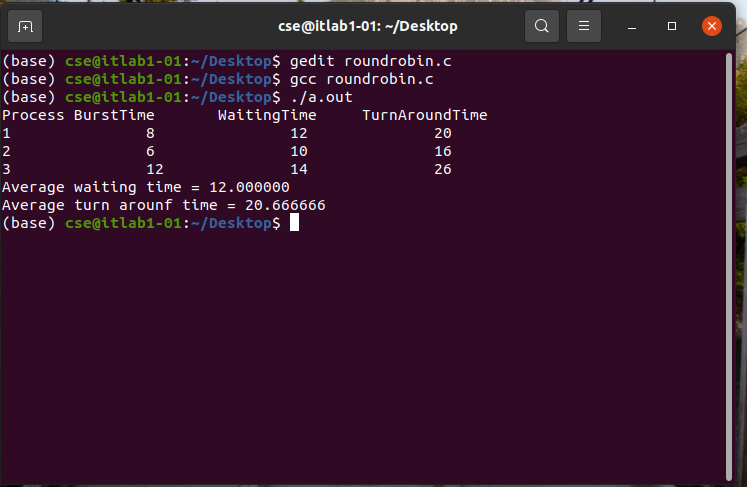 cse@itlab1-01: ~/Desktop
(base) cse@itlab1-01:~/Desktop$ gedit roundrobin.c
(base) cse@itlab1-01:~/Desktop$ gcc roundrobin.c
(base) cse@itlab1-01:~/Desktop$ ./a.out
Process BurstTime       WaitingTime     TurnAroundTime
1               8               12              20
2               6               10              16
3               12              14              26
Average waiting time = 12.000000
Average turn arounf time = 20.666666
(base) cse@itlab1-01:~/Desktop$